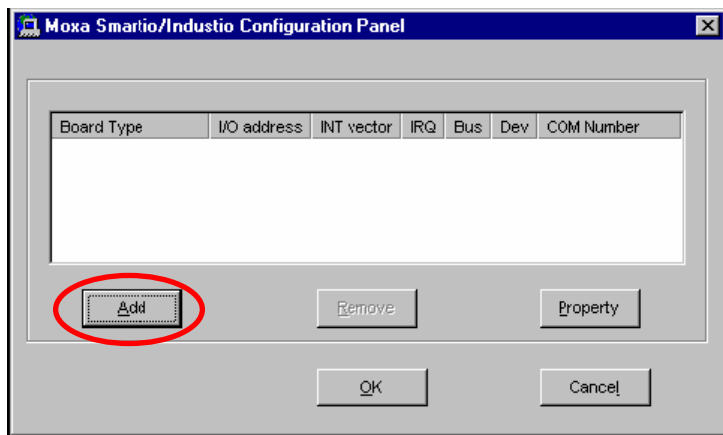 Moxa Smartio/Industio Configuration Panel
Board Type I/O address INT vector IRQ Bus Dev COM Number
Add Remove Property
OK Cancel